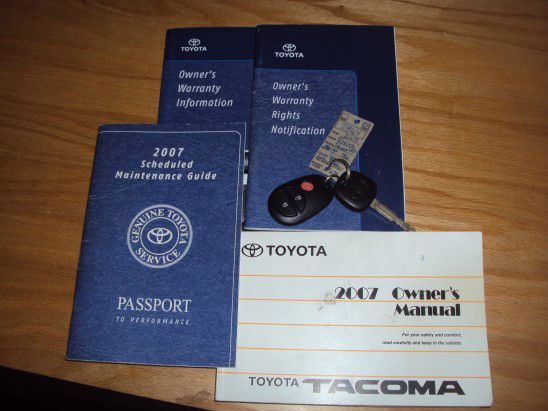 TOYOTA
Owner's
Warranty
Information
TOYOTA
Owner's
Warranty
Rights
Notification
2007
Scheduled
Maintenance Guide
GENUINE TOYOTA
SERVICE
PASSPORT
TO PERFORMANCE
TOYOTA
2007 Owner's
Manual
For your safety and comfort,
read carefully and keep in the vehicle.
TOYOTA TACOMA